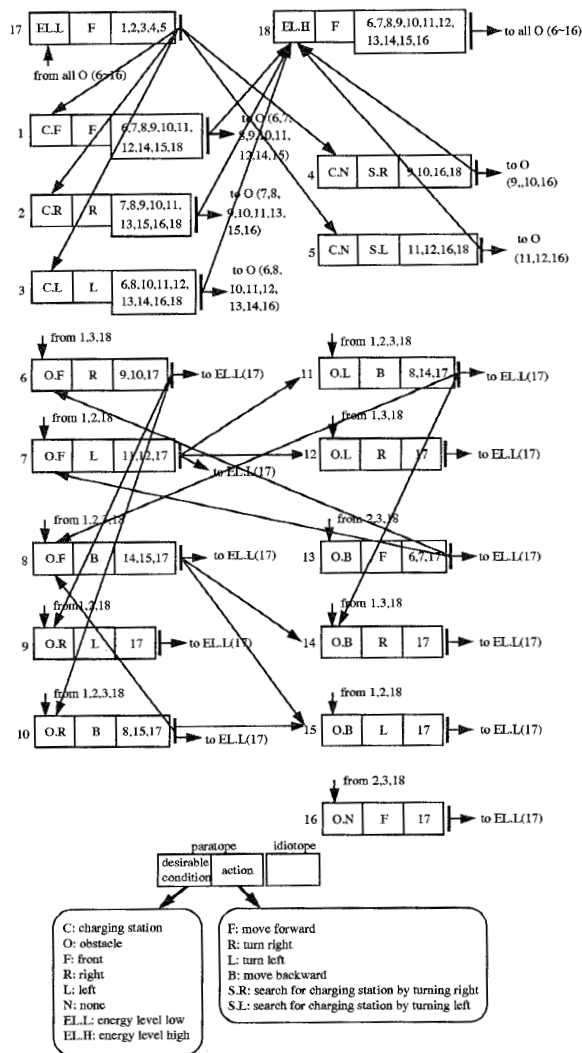 17 EL.L F 1,2,3,4,5
from all O (6~16)
18 EL.H F 6,7,8,9,10,11,12,
13,14,15,16
to all O (6~16)
1 C.F F 6,7,8,9,10,11,
12,14,15,18
to O (6,7,
8,9,10,11,
12,14,15)
2 C.R R 7,8,9,10,11,
13,15,16,18
to O (7,8,
9,10,11,13,
15,16)
3 C.L L 6,8,10,11,12,
13,14,16,18
to O (6,8,
10,11,12,
13,14,16)
4 C.N S.R 9,10,16,18
to O
(9,,10,16)
5 C.N S.L 11,12,16,18
to O
(11,12,16)
from 1,3,18
6 O.F R 9,10,17 to EL.L(17)
from 1,2,18
7 O.F L 11,12,17 to EL.L(17)
from 1,2,3,18
8 O.F B 14,15,17 to EL.L(17)
from 1,2,18
9 O.R L 17 to EL.L(17)
from 1,2,3,18
10 O.R B 8,15,17 to EL.L(17)
from 1,2,3,18
11 O.L B 8,14,17 to EL.L(17)
from 1,3,18
12 O.L R 17 to EL.L(17)
from 2,3,18
13 O.B F 6,7,17 to EL.L(17)
from 1,3,18
14 O.B R 17 to EL.L(17)
from 1,2,18
15 O.B L 17 to EL.L(17)
from 2,3,18
16 O.N F 17 to EL.L(17)
paratope idiotope
desirable
condition action
C: charging station
O: obstacle
F: front
R: right
L: left
N: none
EL.L: energy level low
EL.H: energy level high
F: move forward
R: turn right
L: turn left
B: move backward
S.R: search for charging station by turning right
S.L: search for charging station by turning left